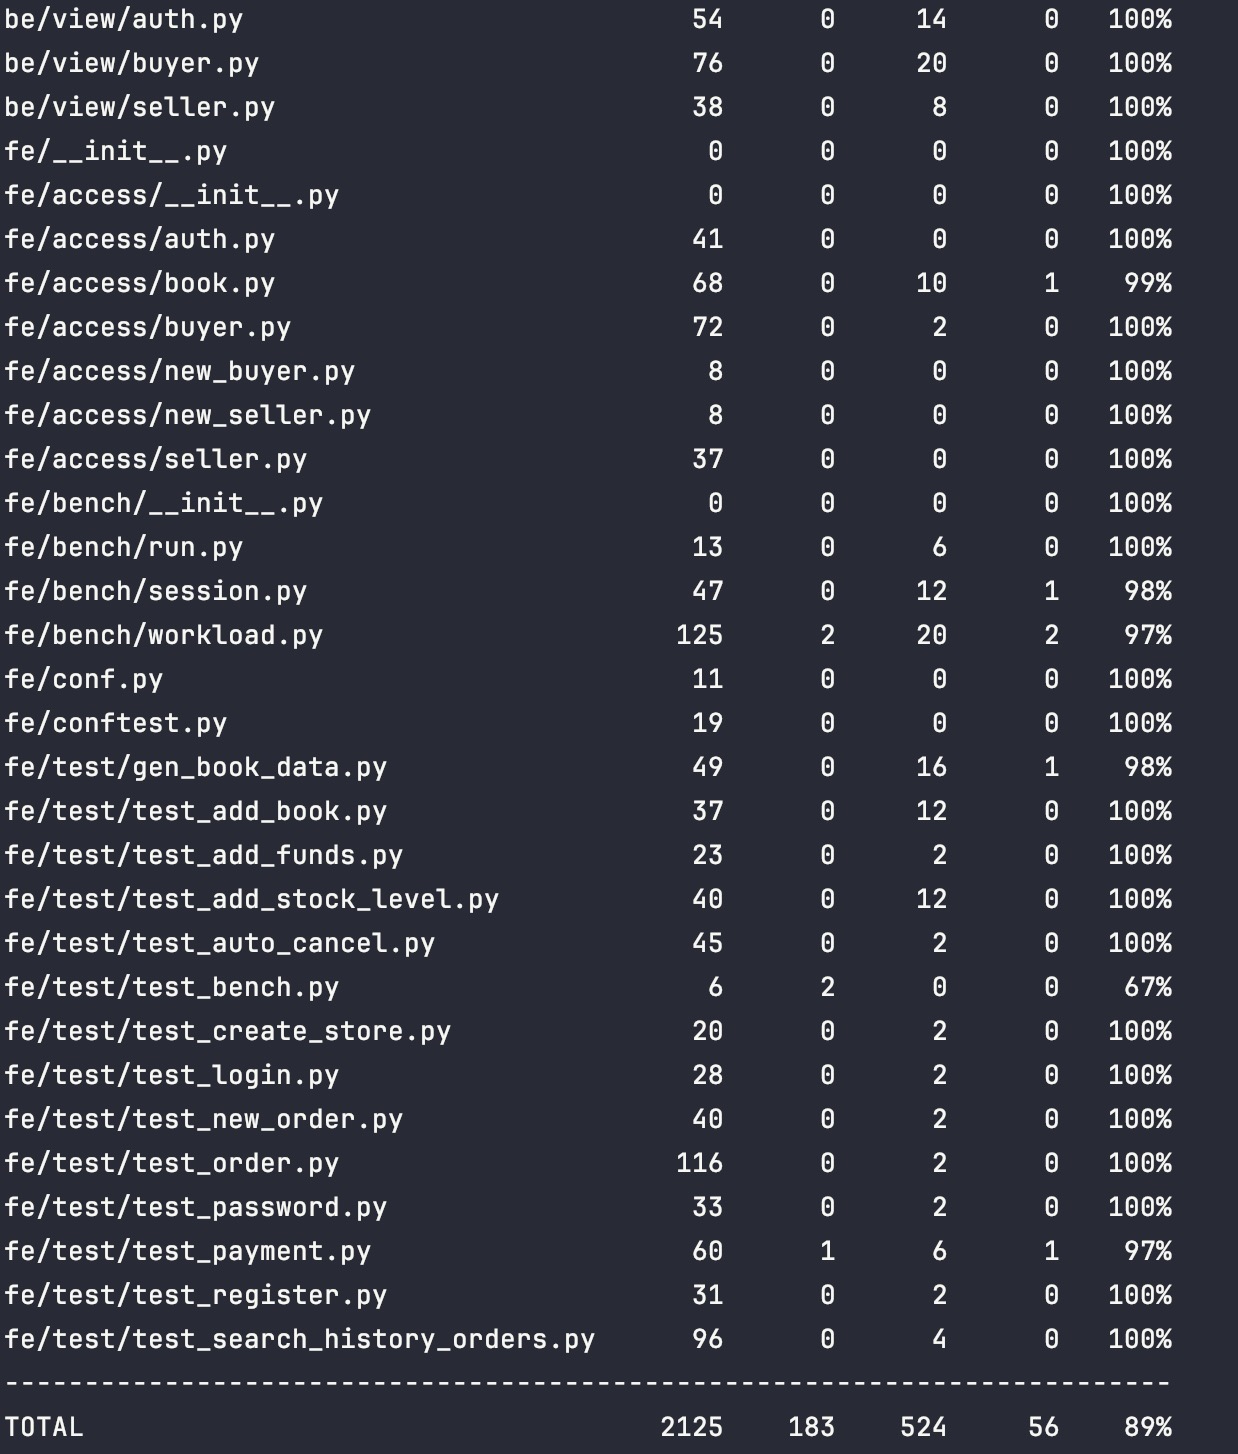 be/view/auth.py 54 0 14 0 100%
be/view/buyer.py 76 0 20 0 100%
be/view/seller.py 38 0 8 0 100%
fe/__init__.py 0 0 0 0 100%
fe/access/__init__.py 0 0 0 0 100%
fe/access/auth.py 41 0 0 0 100%
fe/access/book.py 68 0 10 1 99%
fe/access/buyer.py 72 0 2 0 100%
fe/access/new_buyer.py 8 0 0 0 100%
fe/access/new_seller.py 8 0 0 0 100%
fe/access/seller.py 37 0 0 0 100%
fe/bench/__init__.py 0 0 0 0 100%
fe/bench/run.py 13 0 6 0 100%
fe/bench/session.py 47 0 12 1 98%
fe/bench/workload.py 125 2 20 2 97%
fe/conf.py 11 0 0 0 100%
fe/conftest.py 19 0 0 0 100%
fe/test/gen_book_data.py 49 0 16 1 98%
fe/test/test_add_book.py 37 0 12 0 100%
fe/test/test_add_funds.py 23 0 2 0 100%
fe/test/test_add_stock_level.py 40 0 12 0 100%
fe/test/test_auto_cancel.py 45 0 2 0 100%
fe/test/test_bench.py 6 2 0 0 67%
fe/test/test_create_store.py 20 0 2 0 100%
fe/test/test_login.py 28 0 2 0 100%
fe/test/test_new_order.py 40 0 2 0 100%
fe/test/test_order.py 116 0 2 0 100%
fe/test/test_password.py 33 0 2 0 100%
fe/test/test_payment.py 60 1 6 1 97%
fe/test/test_register.py 31 0 2 0 100%
fe/test/test_search_history_orders.py 96 0 4 0 100%
-------------------------------------------------------------------------
TOTAL 2125 183 524 56 89%